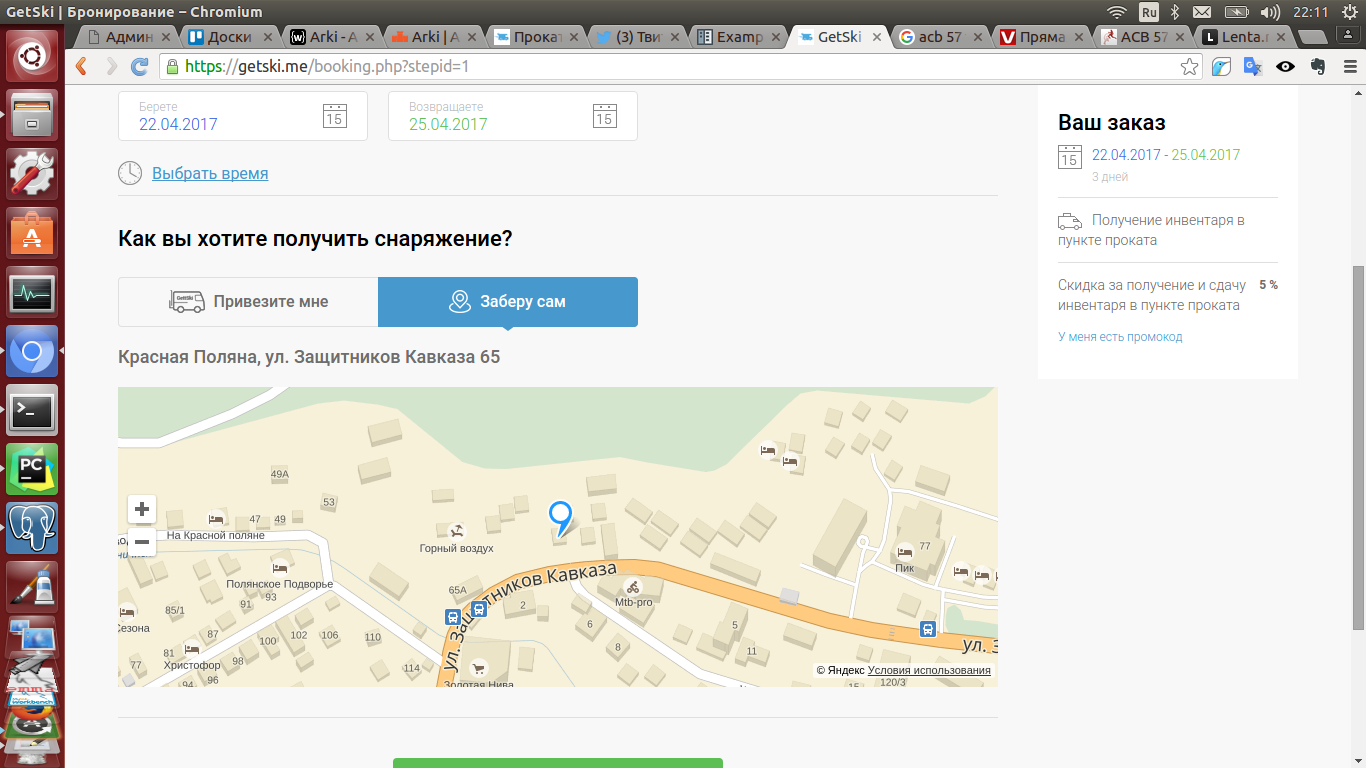 GetSki | Бронирование – Chromium
Ru
22:11
Админ
Доски
Arki - A
Arki | A
Прока
(3) Тви
Examp
GetSki
acb 57
Пряма
АСВ 57
Lenta.
https://getski.me/booking.php?stepid=1
Берете
22.04.2017
15
Возвращаете
25.04.2017
15
Выбрать время
Как вы хотите получить снаряжение?
GetSki
Привезите мне
Заберу сам
Красная Поляна, ул. Защитников Кавказа 65
49А
53
47
49
На Красной поляне
Горный воздух
Полянское Подворье
65А
ул. Защитников Кавказа
Mtb-pro
77
Пик
2
93
91
85/1
Сезона
87
100
102
106
110
6
5
8
11
81
77
Христофор
98
96
94
114
Золотая Нива
ул. З
15
120/3
© Яндекс Условия использования
Ваш заказ
15
22.04.2017 - 25.04.2017
3 дней
Получение инвентаря в
пункте проката
Скидка за получение и сдачу
инвентаря в пункте проката
5 %
У меня есть промокод
PC
Workbench